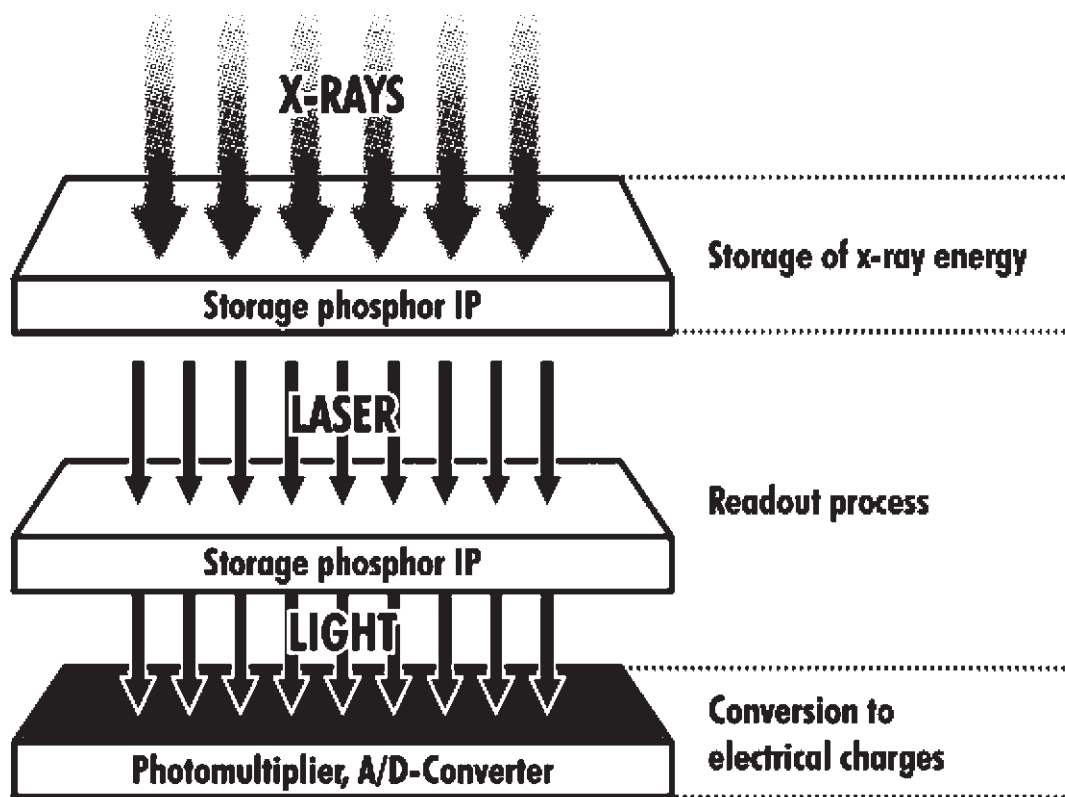 X-RAYS
Storage of x-ray energy
Storage phosphor IP
LASER
Readout process
Storage phosphor IP
LIGHT
Conversion to
electrical charges
Photomultiplier, A/D-Converter